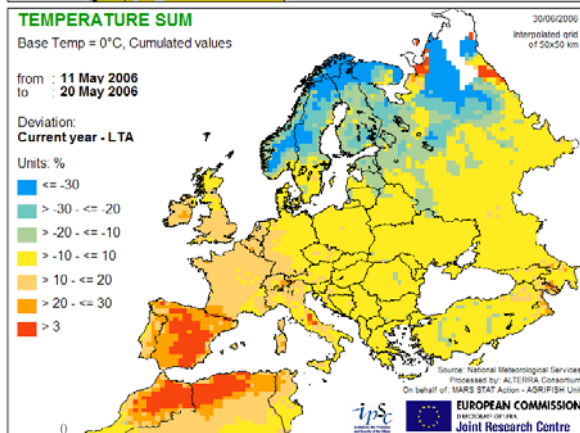 TEMPERATURE SUM
30/06/2006
Base Temp = 0°C, Cumulated values
Interpolated grid
of 50x50 km
from : 11 May 2006
to : 20 May 2006
Deviation:
Current year - LTA
Units: %
<= -30
> -30 - <= -20
> -20 - <= -10
> -10 - <= 10
> 10 - <= 20
> 20 - <= 30
> 3
Source: National Meteorological Services
Processed by: ALTERRA Consortium
On behalf of: MARS STAT Action - AGRIFISH Unit
0
ipsc
EUROPEAN COMMISSION
Joint Research Centre